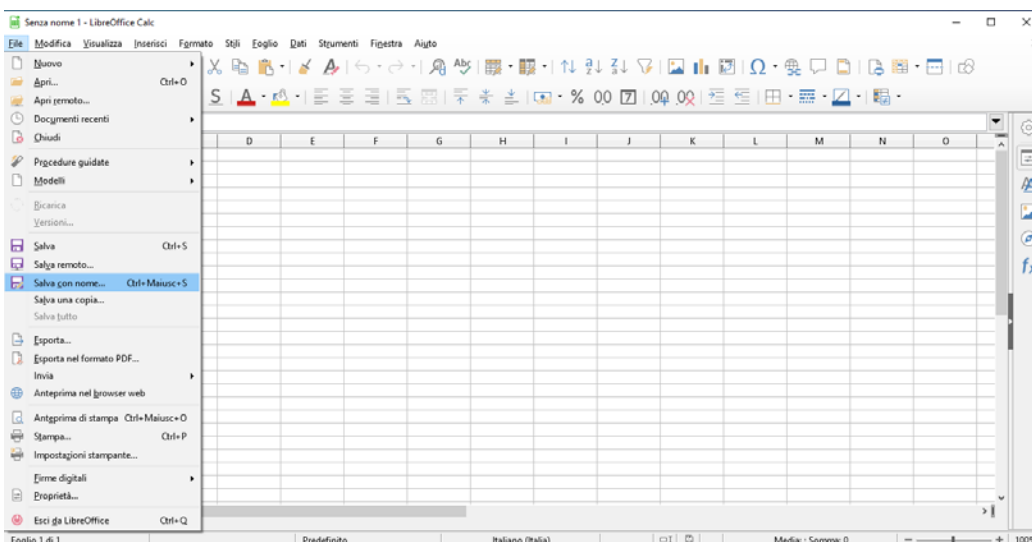 Senza nome 1 - LibreOffice Calc
File Modifica Visualizza Inserisci Formato Stili Foglio Dati Strumenti Finestra Aiuto
Nuovo
Apri... Ctrl+O
Apri remoto...
Documenti recenti
Chiudi
D E F G H I J K L M N O
Procedure guidate
Modelli
Ricarica
Versioni...
Salva Ctrl+S
Salva remoto...
Salva con nome... Ctrl+Maiusc+S
Salva una copia...
Salva tutto
Esporta...
Esporta nel formato PDF...
Invia
Anteprima nel browser web
Anteprima di stampa Ctrl+Maiusc+O
Stampa... Ctrl+P
Impostazioni stampante...
Firme digitali
Proprietà...
Esci da LibreOffice Ctrl+Q
Foglio 1 di 1 Predefinito Italiano (Italia) Media: ; Somma: 0 100%